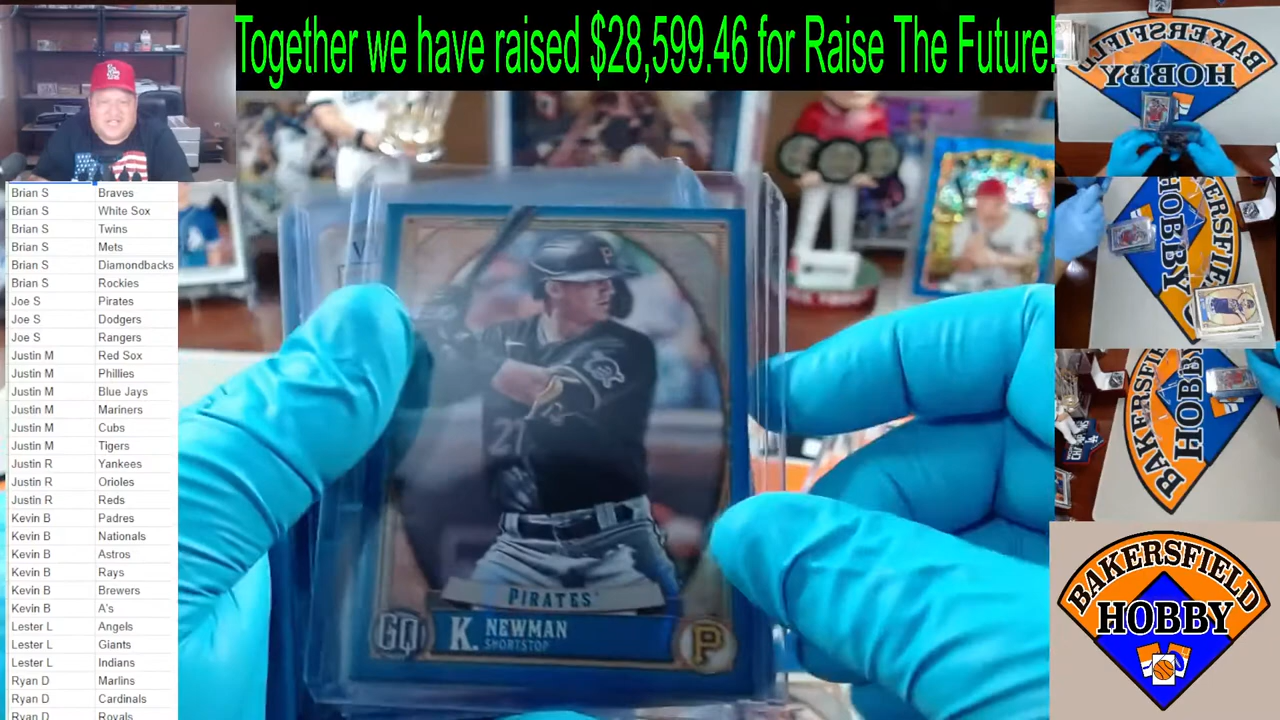 Together we have raised $28,599.46 for Raise The Future!
Brian S Braves
Brian S White Sox
Brian S Twins
Brian S Mets
Brian S Diamondbacks
Brian S Rockies
Joe S Pirates
Joe S Dodgers
Joe S Rangers
Justin M Red Sox
Justin M Phillies
Justin M Blue Jays
Justin M Mariners
Justin M Cubs
Justin M Tigers
Justin R Yankees
Justin R Orioles
Justin R Reds
Kevin B Padres
Kevin B Nationals
Kevin B Astros
Kevin B Rays
Kevin B Brewers
Kevin B A's
Lester L Angels
Lester L Giants
Lester L Indians
Ryan D Marlins
Ryan D Cardinals
Ryan D Royals
P
27
PIRATES
GQ
K. NEWMAN
SHORTSTOP
P
BAKERSFIELD
HOBBY
BAKERSFIELD
HOBBY
BAKERSFIELD
HOBBY
BAKERSFIELD
HOBBY